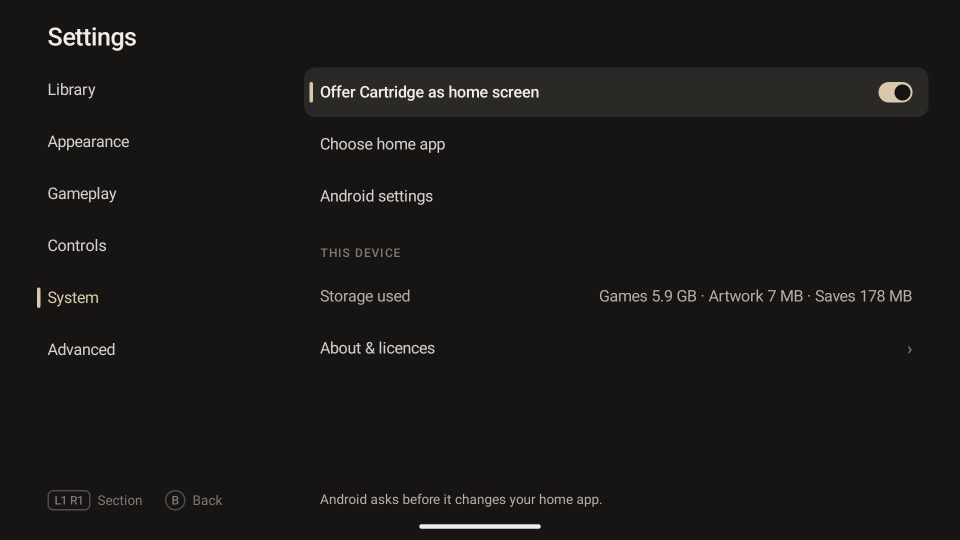 Settings
Library
Appearance
Gameplay
Controls
System
Advanced
Offer Cartridge as home screen
Choose home app
Android settings
THIS DEVICE
Storage used Games 5.9 GB · Artwork 7 MB · Saves 178 MB
About & licences ›
L1 R1 Section B Back
Android asks before it changes your home app.